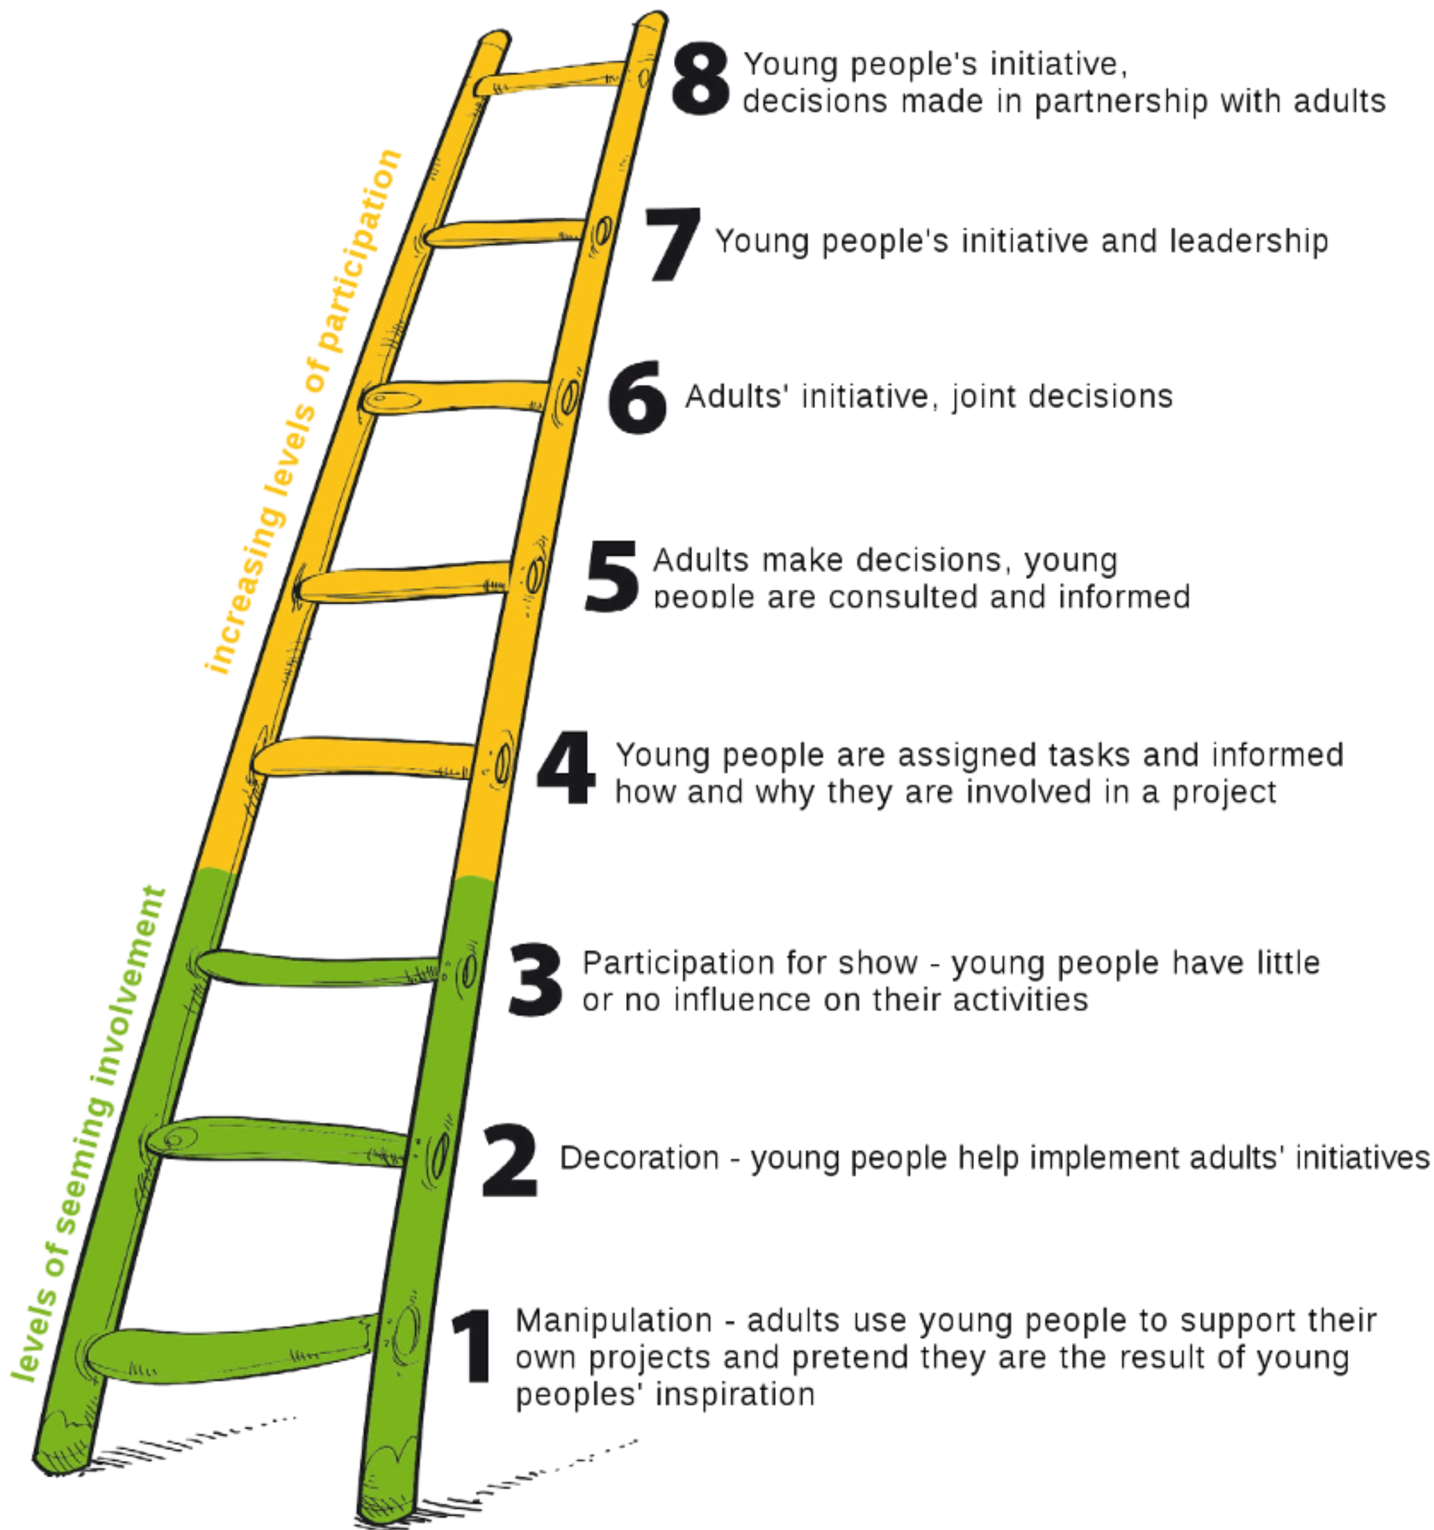 8
Young people's initiative,
decisions made in partnership with adults
7
Young people's initiative and leadership
6
Adults' initiative, joint decisions
5
Adults make decisions, young
people are consulted and informed
4
Young people are assigned tasks and informed
how and why they are involved in a project
3
Participation for show - young people have little
or no influence on their activities
2
Decoration - young people help implement adults' initiatives
1
Manipulation - adults use young people to support their
own projects and pretend they are the result of young
peoples' inspiration
increasing levels of participation
levels of seeming involvement